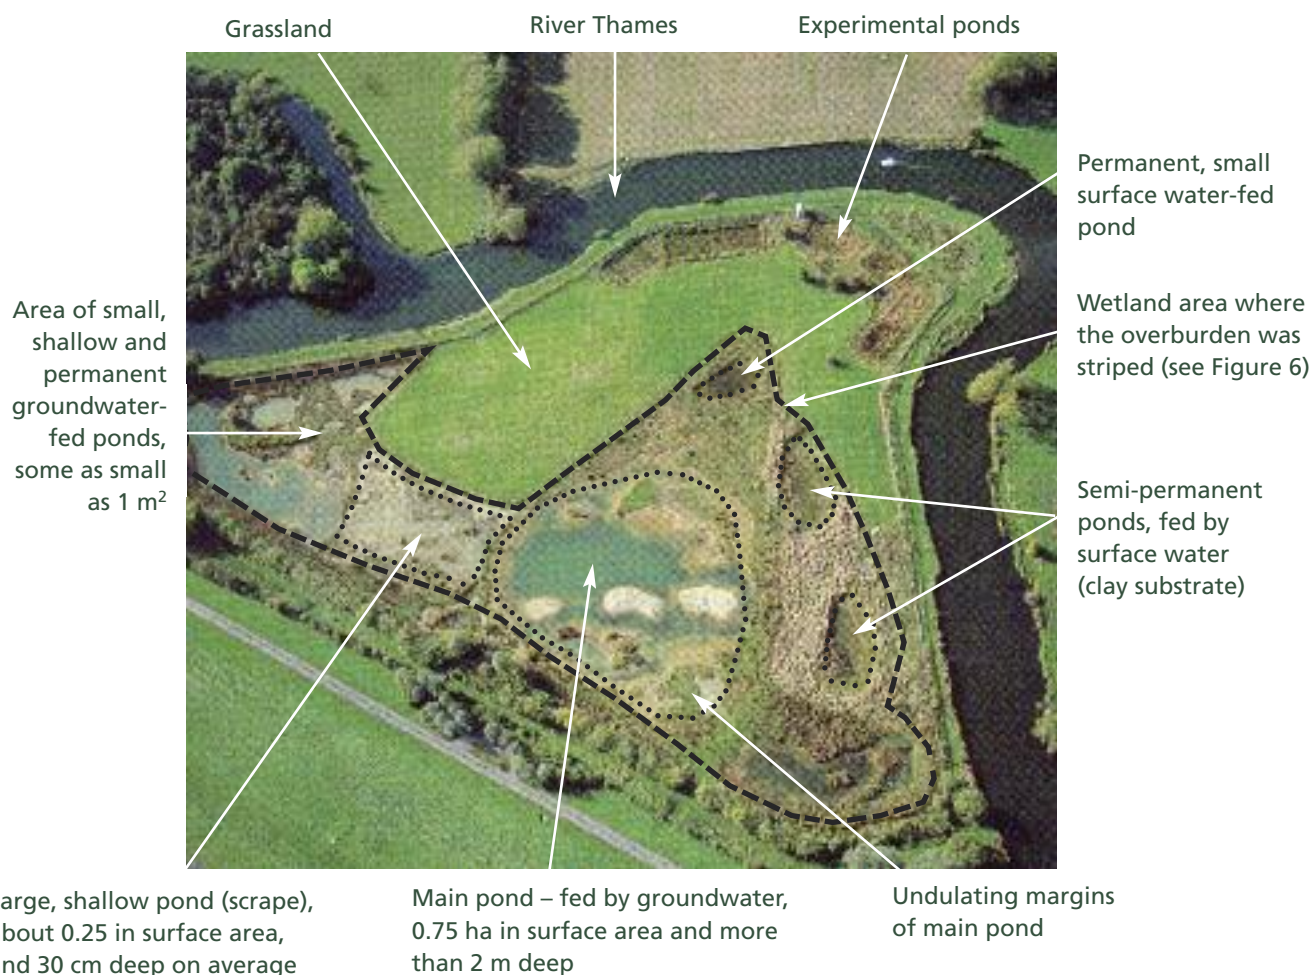 Grassland
River Thames
Experimental ponds
Permanent, small
surface water-fed
pond
Wetland area where
the overburden was
striped (see Figure 6)
Area of small,
shallow and
permanent
groundwater-
fed ponds,
some as small
as 1 m²
Semi-permanent
ponds, fed by
surface water
(clay substrate)
arge, shallow pond (scrape),
bout 0.25 in surface area,
nd 30 cm deep on average
Main pond – fed by groundwater,
0.75 ha in surface area and more
than 2 m deep
Undulating margins
of main pond